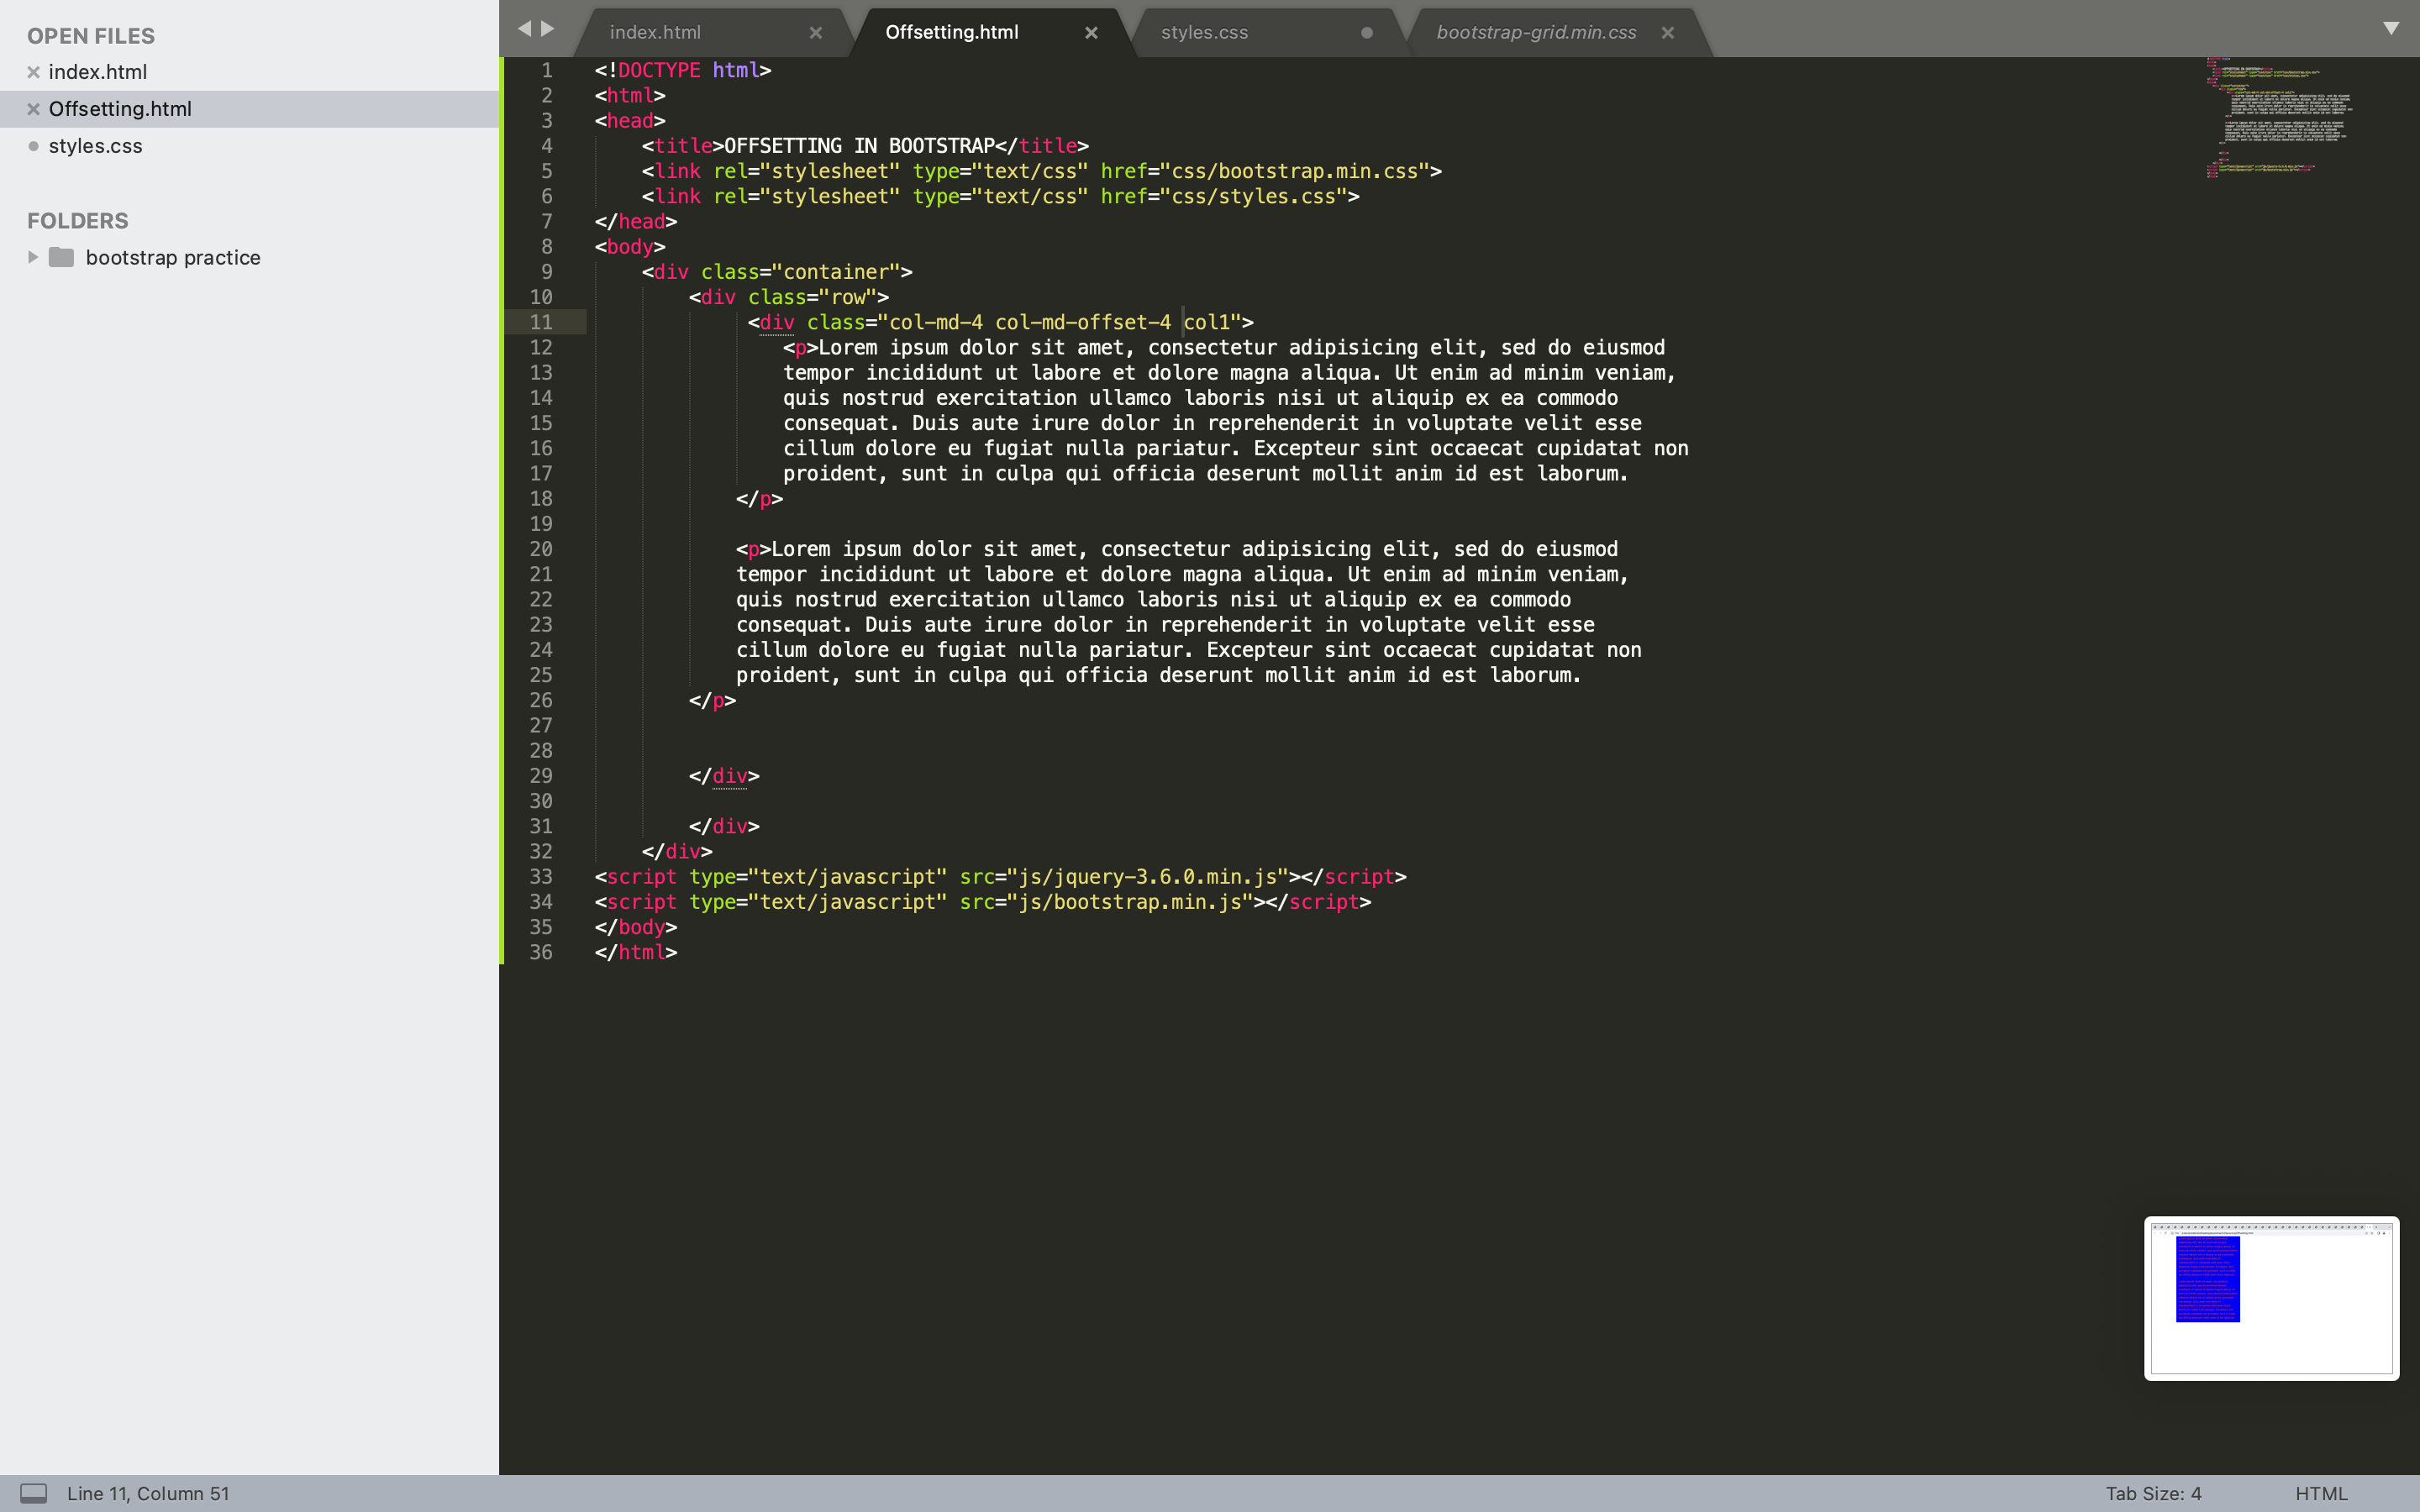 OPEN FILES
index.html
Offsetting.html
styles.css
FOLDERS
bootstrap practice
index.html
Offsetting.html
styles.css
bootstrap-grid.min.css
1 <!DOCTYPE html>
2 <html>
3 <head>
4 <title>OFFSETTING IN BOOTSTRAP</title>
5 <link rel="stylesheet" type="text/css" href="css/bootstrap.min.css">
6 <link rel="stylesheet" type="text/css" href="css/styles.css">
7 </head>
8 <body>
9 <div class="container">
10 <div class="row">
11 <div class="col-md-4 col-md-offset-4 col1">
12 <p>Lorem ipsum dolor sit amet, consectetur adipisicing elit, sed do eiusmod
13 tempor incididunt ut labore et dolore magna aliqua. Ut enim ad minim veniam,
14 quis nostrud exercitation ullamco laboris nisi ut aliquip ex ea commodo
15 consequat. Duis aute irure dolor in reprehenderit in voluptate velit esse
16 cillum dolore eu fugiat nulla pariatur. Excepteur sint occaecat cupidatat non
17 proident, sunt in culpa qui officia deserunt mollit anim id est laborum.
18 </p>
19
20 <p>Lorem ipsum dolor sit amet, consectetur adipisicing elit, sed do eiusmod
21 tempor incididunt ut labore et dolore magna aliqua. Ut enim ad minim veniam,
22 quis nostrud exercitation ullamco laboris nisi ut aliquip ex ea commodo
23 consequat. Duis aute irure dolor in reprehenderit in voluptate velit esse
24 cillum dolore eu fugiat nulla pariatur. Excepteur sint occaecat cupidatat non
25 proident, sunt in culpa qui officia deserunt mollit anim id est laborum.
26 </p>
27
28
29 </div>
30
31 </div>
32 </div>
33 <script type="text/javascript" src="js/jquery-3.6.0.min.js"></script>
34 <script type="text/javascript" src="js/bootstrap.min.js"></script>
35 </body>
36 </html>
Line 11, Column 51
Tab Size: 4
HTML